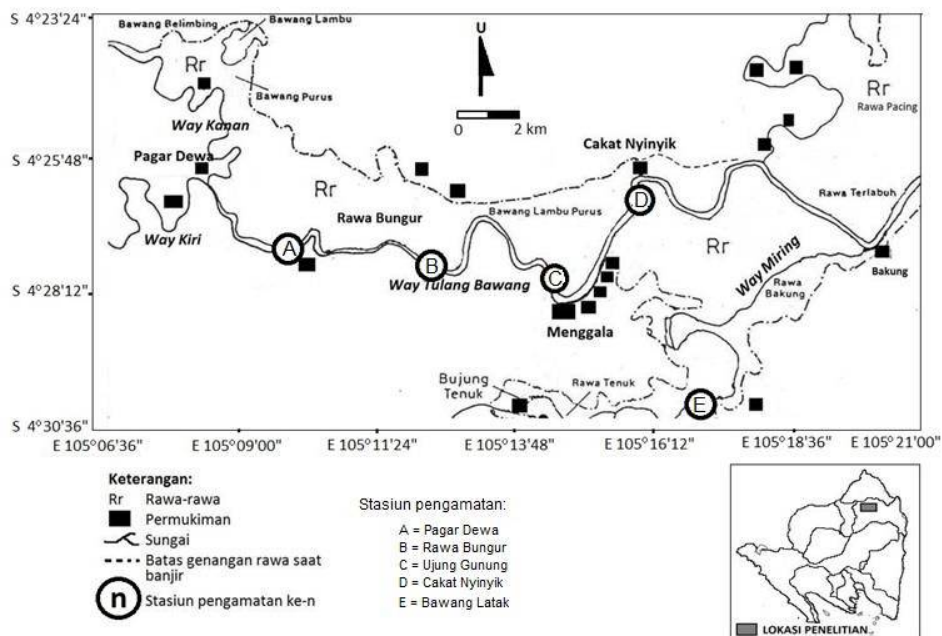 S 4°23'24"
Bawang Belimbing
Bawang Lambu
U
Rr
Bawang Purus
Rr
Rawa Pacing
0 2 km
Way Kanan
S 4°25'48"
Pagar Dewa
Cakat Nyinyik
Rr
Rawa Terlabuh
D
Rawa Bungur
Bawang Lambu Purus
Way Kiri
A
B
Rr
C
Way Miring
Bakung
Way Tulang Bawang
Rawa Bakung
S 4°28'12"
Menggala
Bujung Tenuk
Rawa Tenuk
E
S 4°30'36"
E 105°06'36" E 105°09'00" E 105°11'24" E 105°13'48" E 105°16'12" E 105°18'36" E 105°21'00"
Keterangan:
Rr Rawa-rawa
Permukiman
Sungai
Batas genangan rawa saat
banjir
n Stasiun pengamatan ke-n
Stasiun pengamatan:
A = Pagar Dewa
B = Rawa Bungur
C = Ujung Gunung
D = Cakat Nyinyik
E = Bawang Latak
LOKASI PENELITIAN